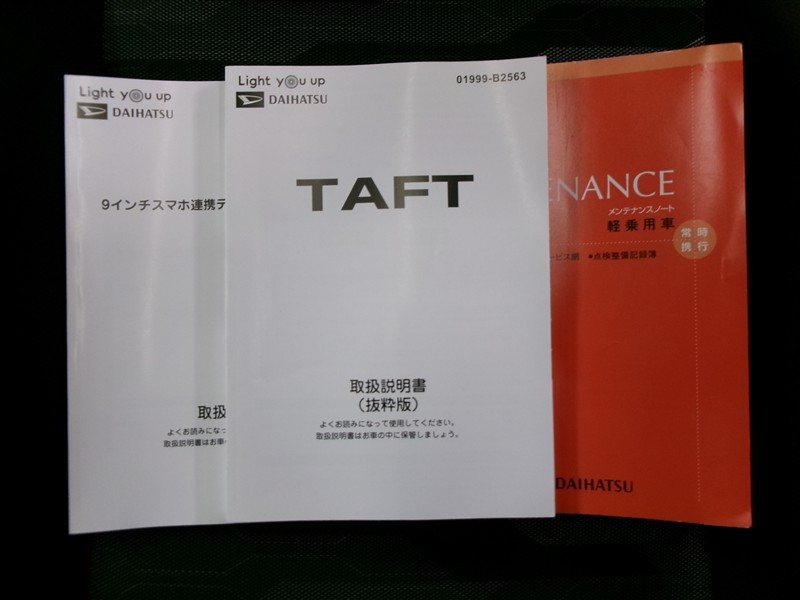 Light you up
DAIHATSU
9インチスマホ連携デ
取扱
よくお読みになっ
取扱説明書はお車
Light you up
DAIHATSU
01999-B2563
TAFT
取扱説明書
（抜粋版）
よくお読みになって使用してください。
取扱説明書はお車の中に保管しましょう。
ENANCE
メンテナンスノート
軽乗用車
常時
携行
ービス網 ●点検整備記録簿
DAIHATSU